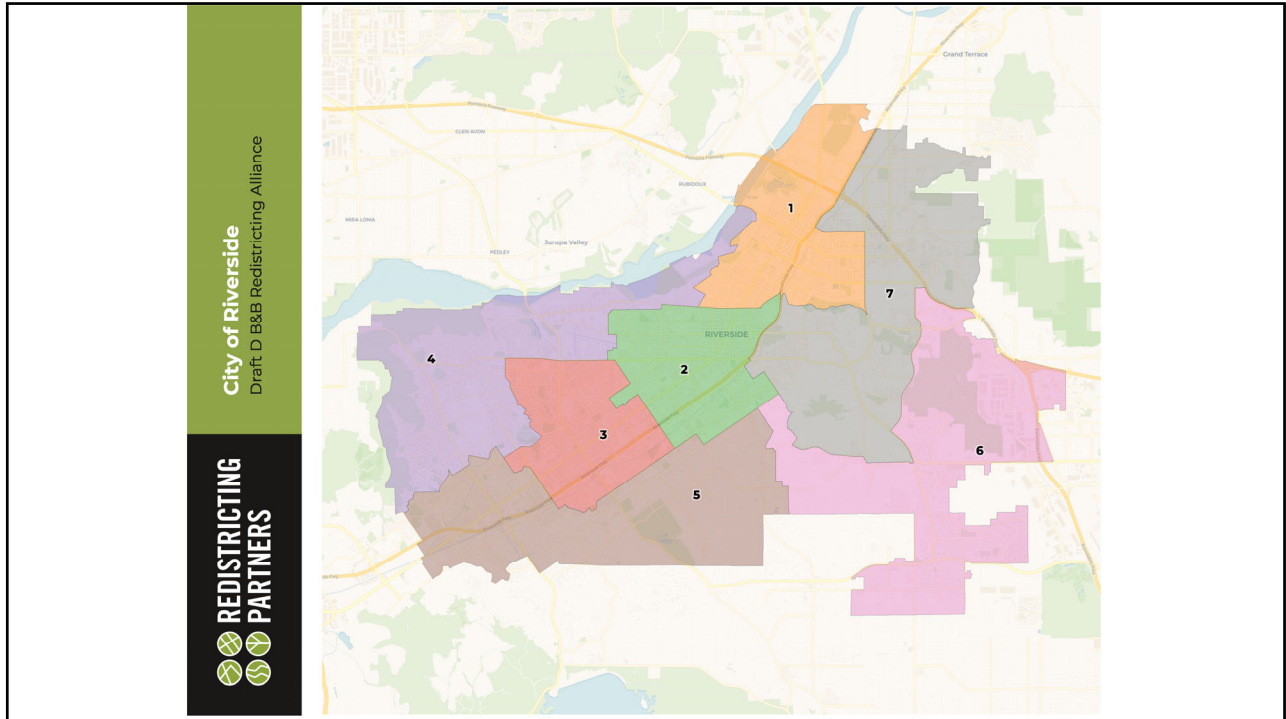 City of Riverside
Draft D B&B Redistricting Alliance
REDISTRICTING
PARTNERS
Grand Terrace
GLEN AVON
RUBIDOUX
MIRA LOMA
PEDLEY
Jurupa Valley
RIVERSIDE
1
2
3
4
5
6
7